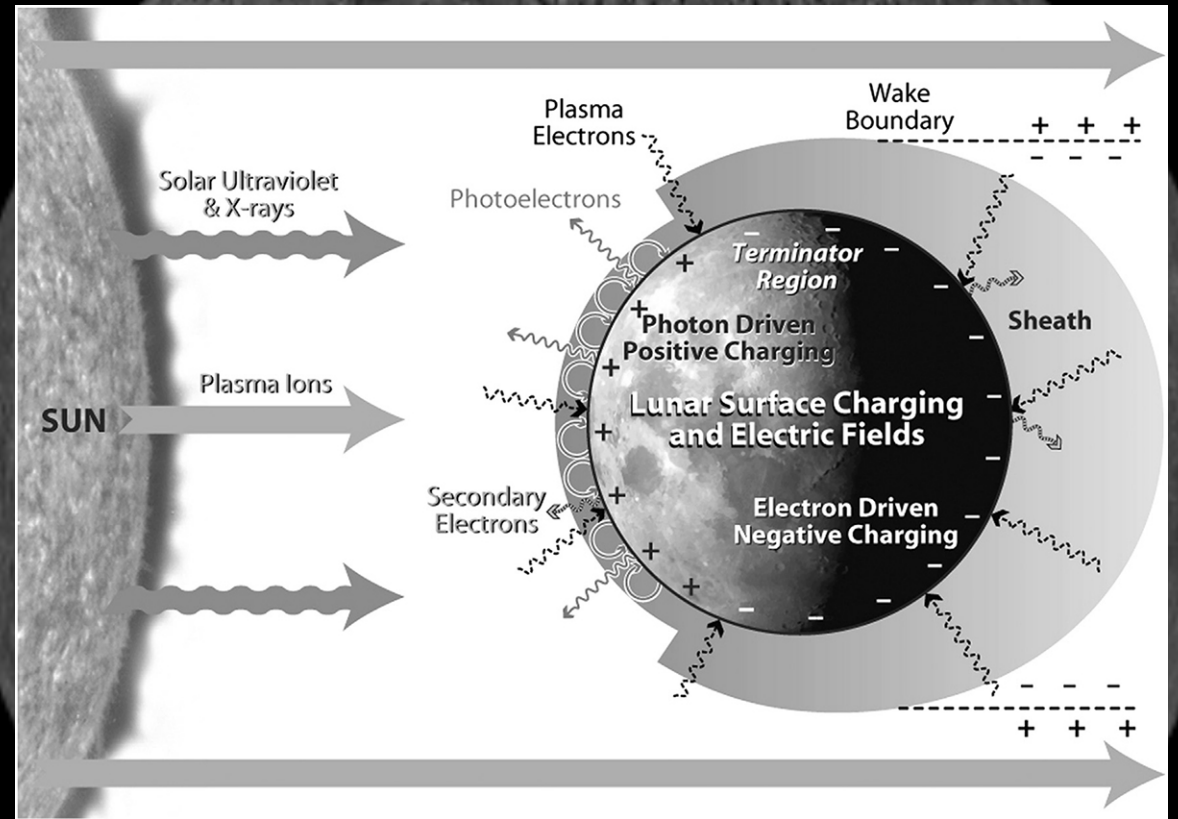 Wake
Boundary
+ + +
– – –
Plasma
Electrons
Solar Ultraviolet
& X-rays
Photoelectrons
Terminator
Region
Sheath
Photon Driven
Positive Charging
Plasma Ions
SUN
Lunar Surface Charging
and Electric Fields
Secondary
Electrons
Electron Driven
Negative Charging
– – –
+ + +